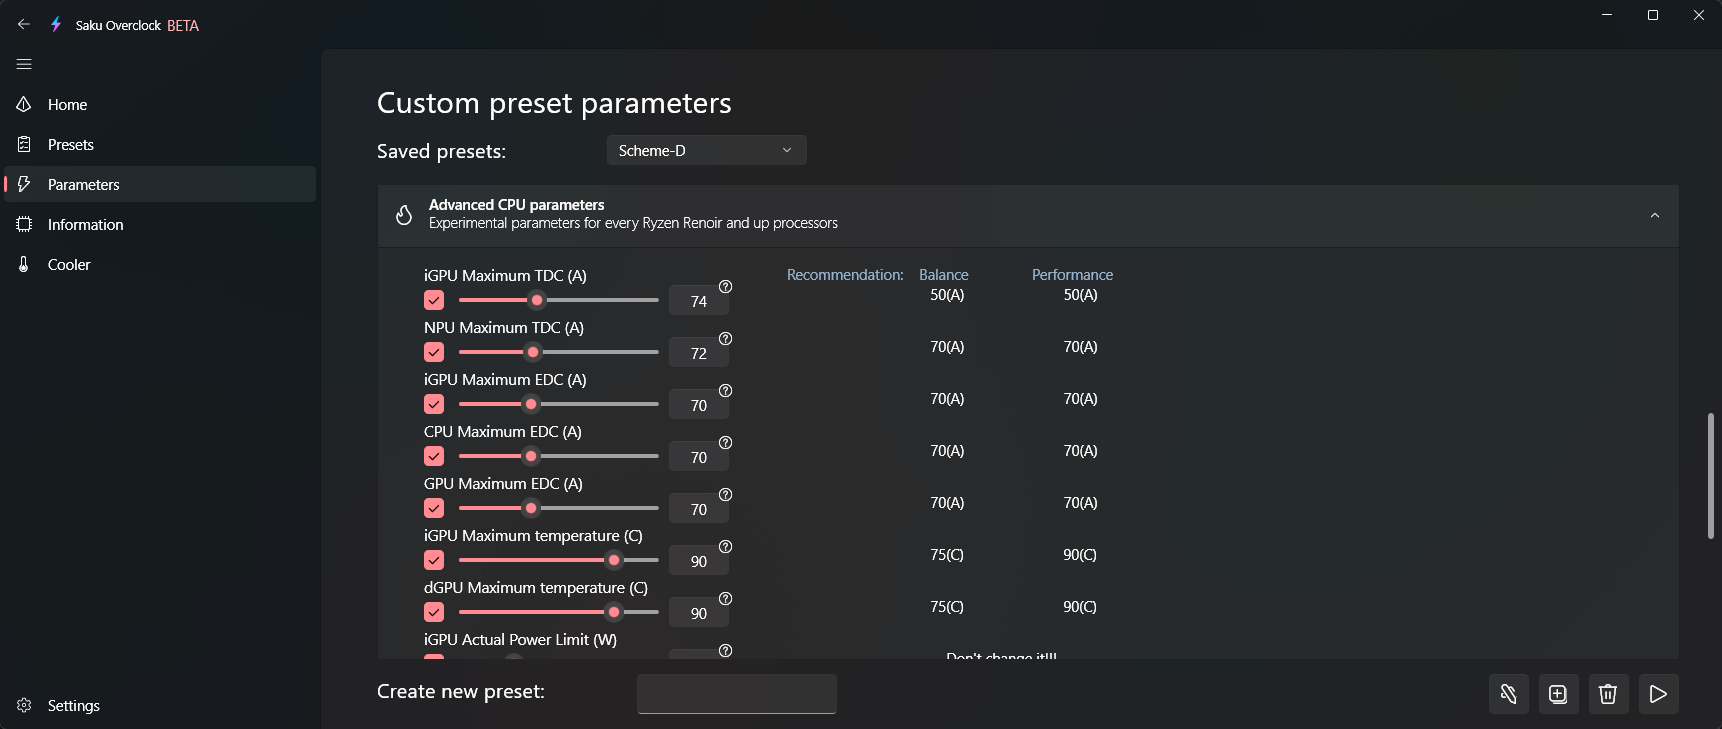 Saku Overclock BETA
Home
Presets
Parameters
Information
Cooler
Settings
Custom preset parameters
Saved presets: Scheme-D
Advanced CPU parameters
Experimental parameters for every Ryzen Renoir and up processors
Recommendation: Balance Performance
iGPU Maximum TDC (A)
74 50(A) 50(A)
NPU Maximum TDC (A)
72 70(A) 70(A)
iGPU Maximum EDC (A)
70 70(A) 70(A)
CPU Maximum EDC (A)
70 70(A) 70(A)
GPU Maximum EDC (A)
70 70(A) 70(A)
iGPU Maximum temperature (C)
90 75(C) 90(C)
dGPU Maximum temperature (C)
90 75(C) 90(C)
iGPU Actual Power Limit (W)
Don't change it!!!
Create new preset: